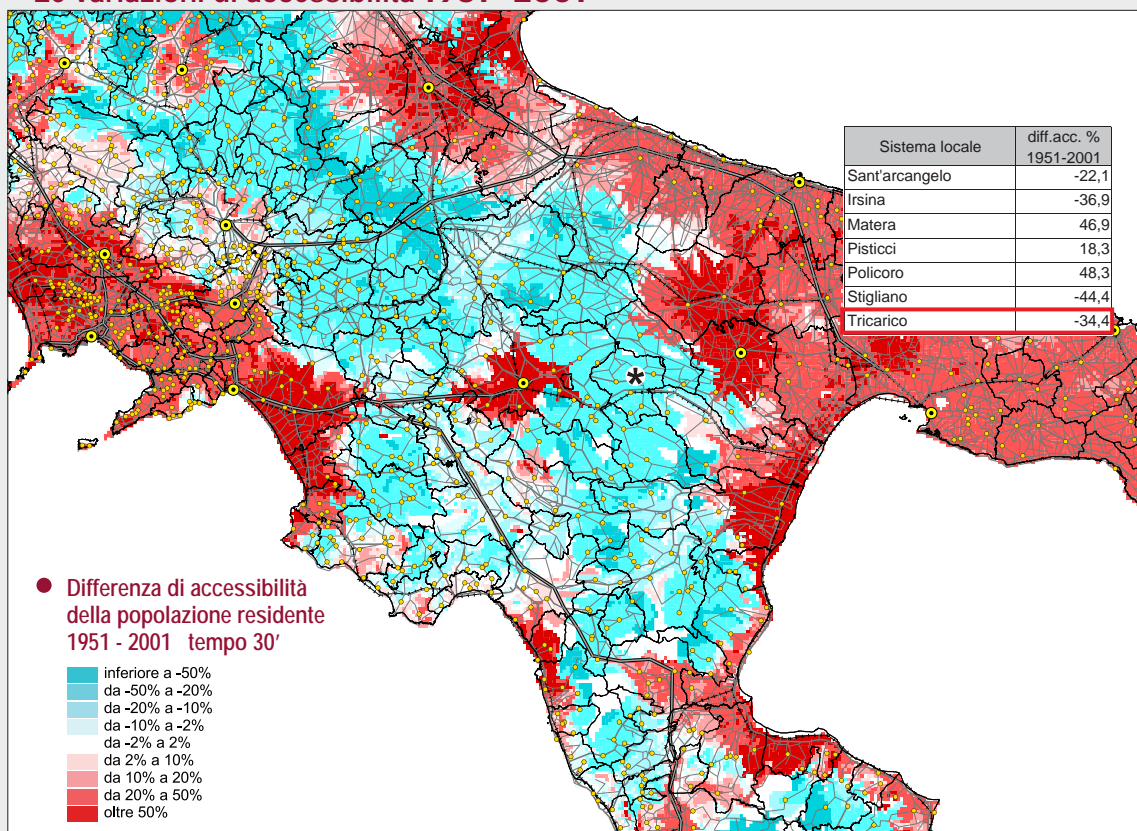 Sistema locale diff.acc. % 1951-2001
Sant'arcangelo -22,1
Irsina -36,9
Matera 46,9
Pisticci 18,3
Policoro 48,3
Stigliano -44,4
Tricarico -34,4
*
● Differenza di accessibilità
della popolazione residente
1951 - 2001 tempo 30'
inferiore a -50%
da -50% a -20%
da -20% a -10%
da -10% a -2%
da -2% a 2%
da 2% a 10%
da 10% a 20%
da 20% a 50%
oltre 50%